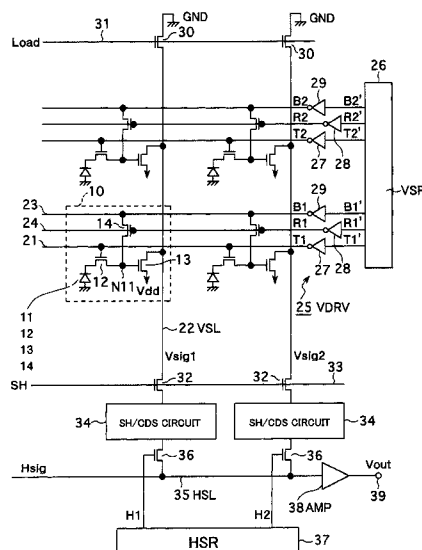 GND GND
31
Load
30 30
29 26
B2 B2'
R2 R2'
T2 T2'
27 28
10 29
23 B1 B1'
24 14 R1 R1' VSR
21 T1 T1'
12 13 27 28
N11 Vdd 25 VDRV
11
12
13
14
22 VSL
Vsig1 Vsig2
SH 32 32 33
34 SH/CDS CIRCUIT SH/CDS CIRCUIT 34
36 36
Hsig Vout
35 HSL 38 AMP 39
H1 H2
HSR 37